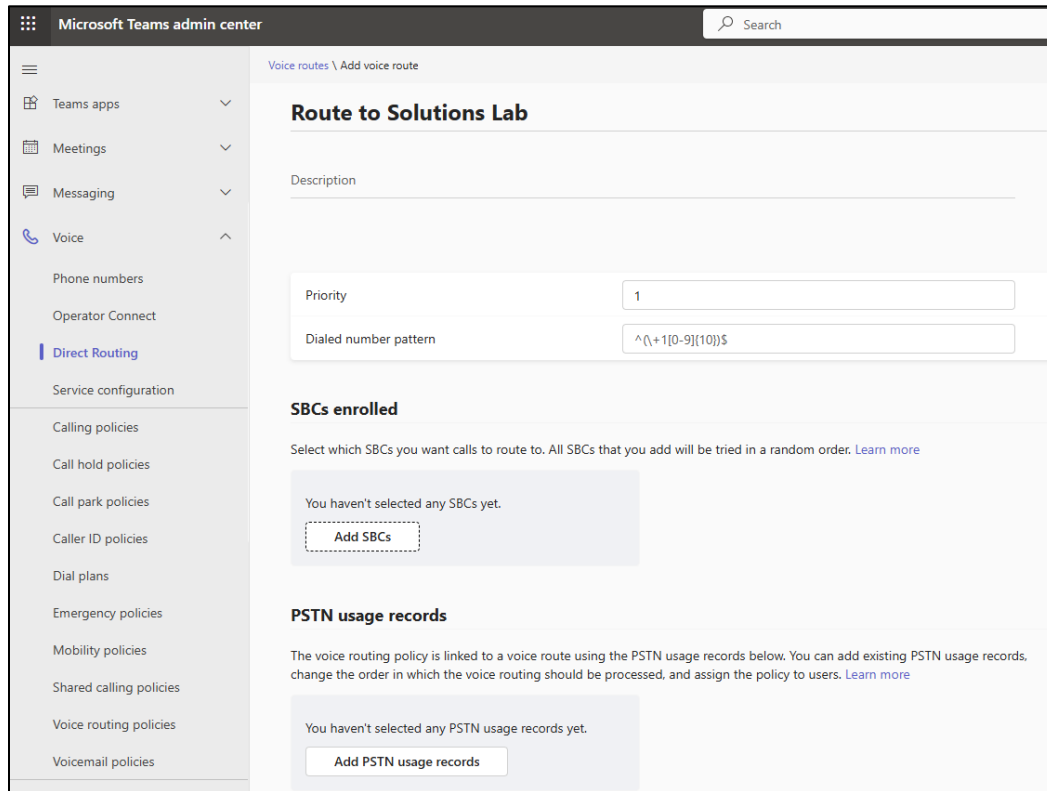 Microsoft Teams admin center
Search
Voice routes \ Add voice route
Teams apps
Meetings
Messaging
Voice
Phone numbers
Operator Connect
Direct Routing
Service configuration
Calling policies
Call hold policies
Call park policies
Caller ID policies
Dial plans
Emergency policies
Mobility policies
Shared calling policies
Voice routing policies
Voicemail policies
Route to Solutions Lab
Description
Priority
1
Dialed number pattern
^(\+1[0-9]{10})$
SBCs enrolled
Select which SBCs you want calls to route to. All SBCs that you add will be tried in a random order. Learn more
You haven't selected any SBCs yet.
Add SBCs
PSTN usage records
The voice routing policy is linked to a voice route using the PSTN usage records below. You can add existing PSTN usage records,
change the order in which the voice routing should be processed, and assign the policy to users. Learn more
You haven't selected any PSTN usage records yet.
Add PSTN usage records